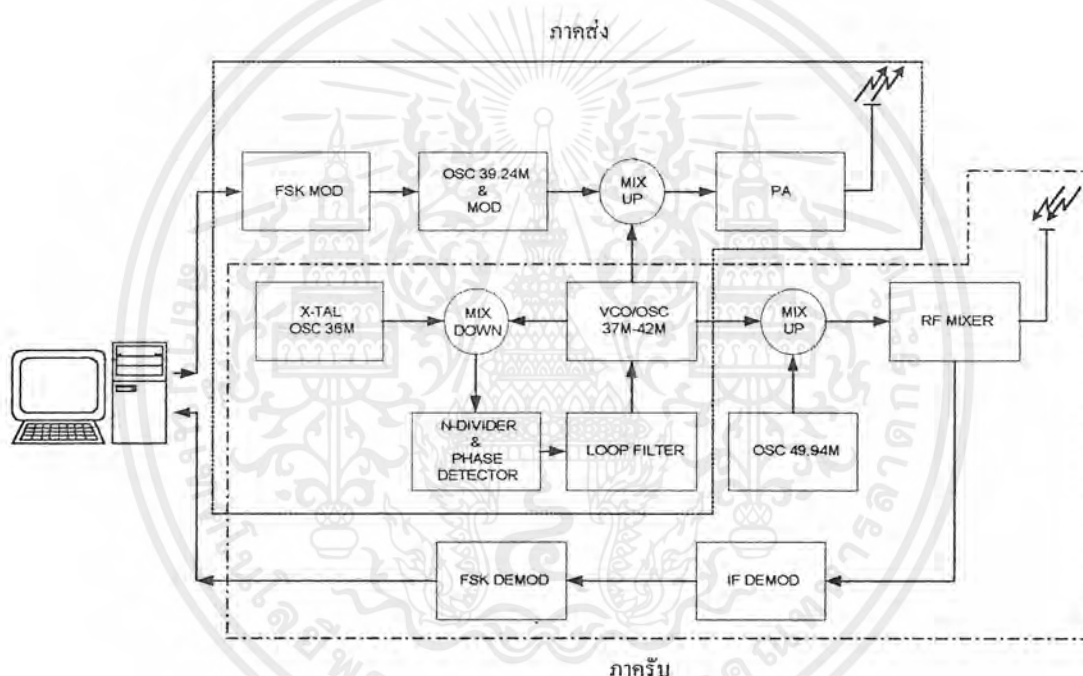 ภาคส่ง
FSK MOD
OSC 39.24M
&
MOD
MIX
UP
PA
X-TAL
OSC 36M
MIX
DOWN
VCO/OSC
37M-42M
MIX
UP
RF MIXER
N-DIVIDER
&
PHASE
DETECTOR
LOOP FILTER
OSC 49.94M
FSK DEMOD
IF DEMOD
ภาครับ